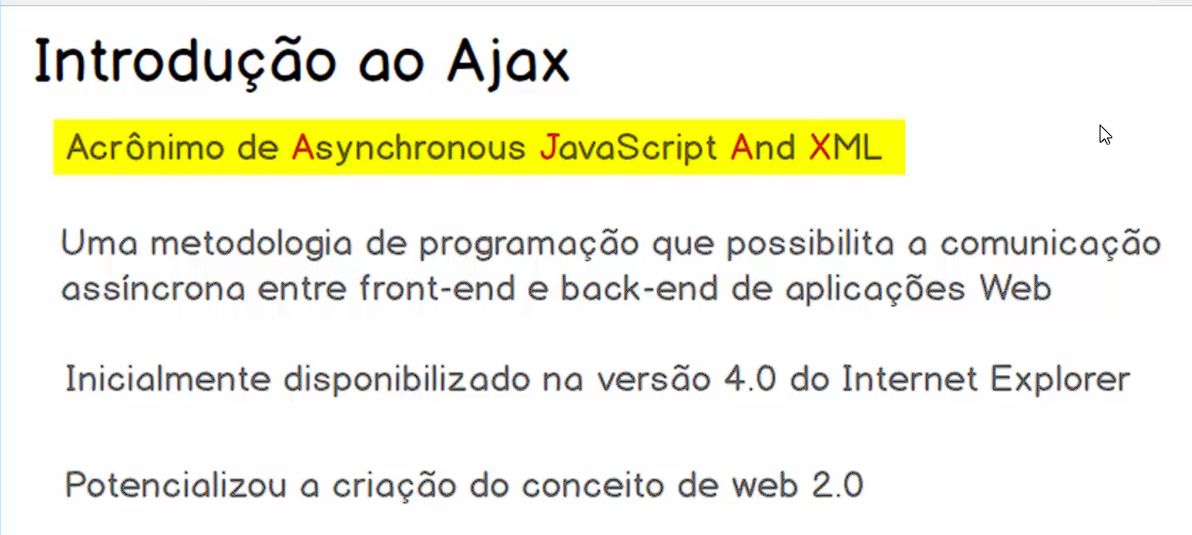 Introdução ao Ajax
Acrônimo de Asynchronous JavaScript And XML
Uma metodologia de programação que possibilita a comunicação
assíncrona entre front-end e back-end de aplicações Web
Inicialmente disponibilizado na versão 4.0 do Internet Explorer
Potencializou a criação do conceito de web 2.0